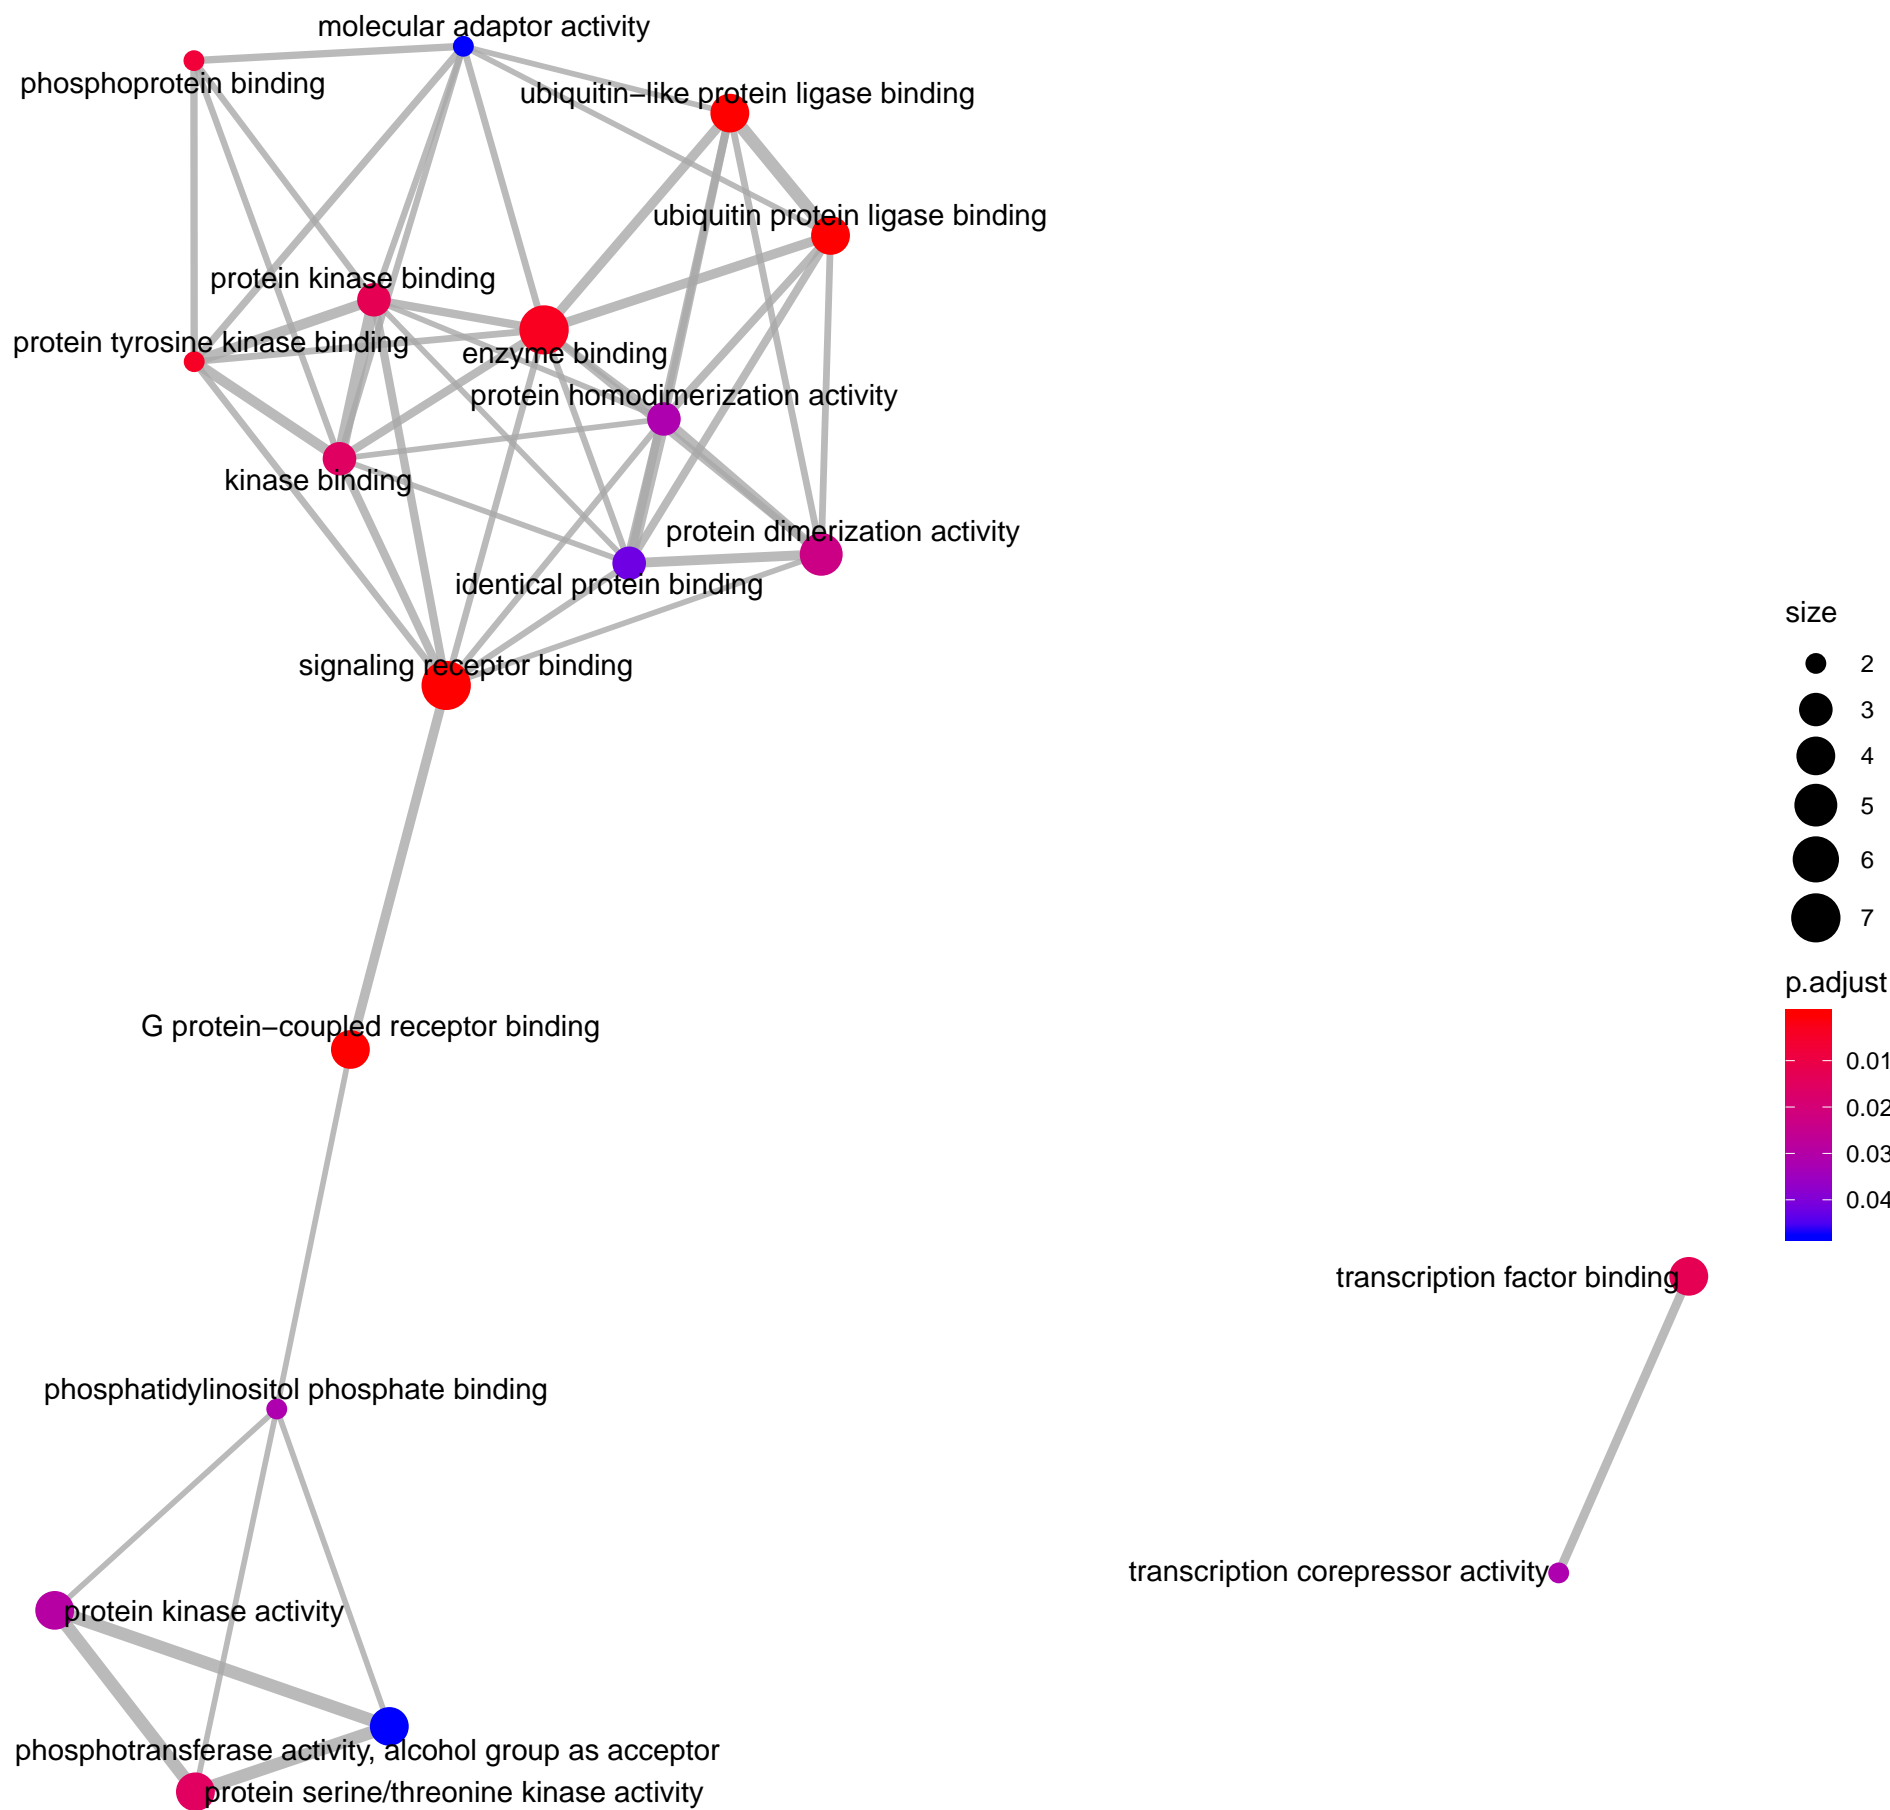 molecular adaptor activity
phosphoprotein binding
ubiquitin−like protein ligase binding
ubiquitin protein ligase binding
protein kinase binding
protein tyrosine kinase binding
enzyme binding
protein homodimerization activity
kinase binding
protein dimerization activity
identical protein binding
signaling receptor binding
G protein−coupled receptor binding
phosphatidylinositol phosphate binding
protein kinase activity
phosphotransferase activity, alcohol group as acceptor
protein serine/threonine kinase activity
transcription factor binding
transcription corepressor activity
size
2
3
4
5
6
7
p.adjust
0.01
0.02
0.03
0.04